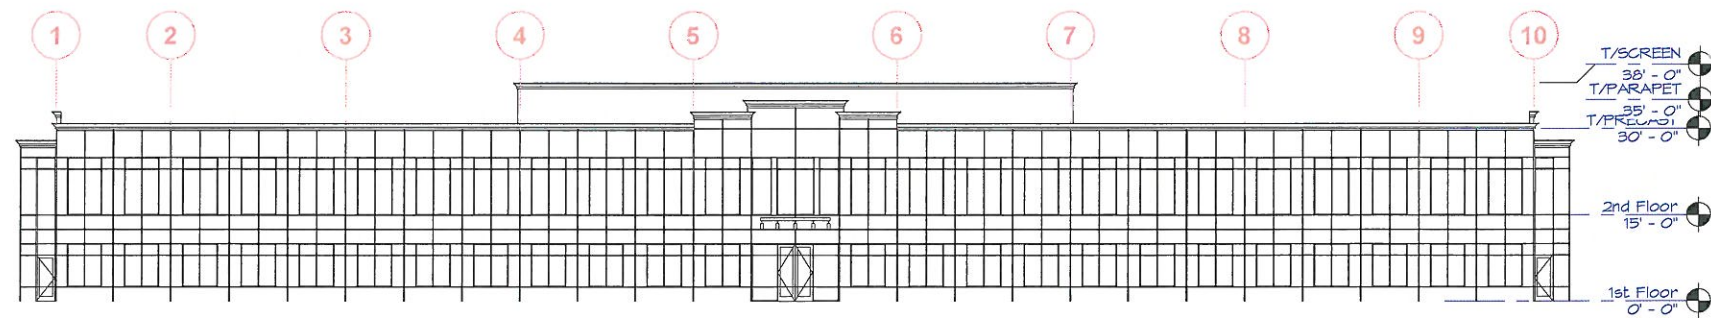 1 2 3 4 5 6 7 8 9 10
T/SCREEN
38' - 0"
T/PARAPET
35' - 0"
T/PRECAST
30' - 0"
2nd Floor
15' - 0"
1st Floor
0' - 0"